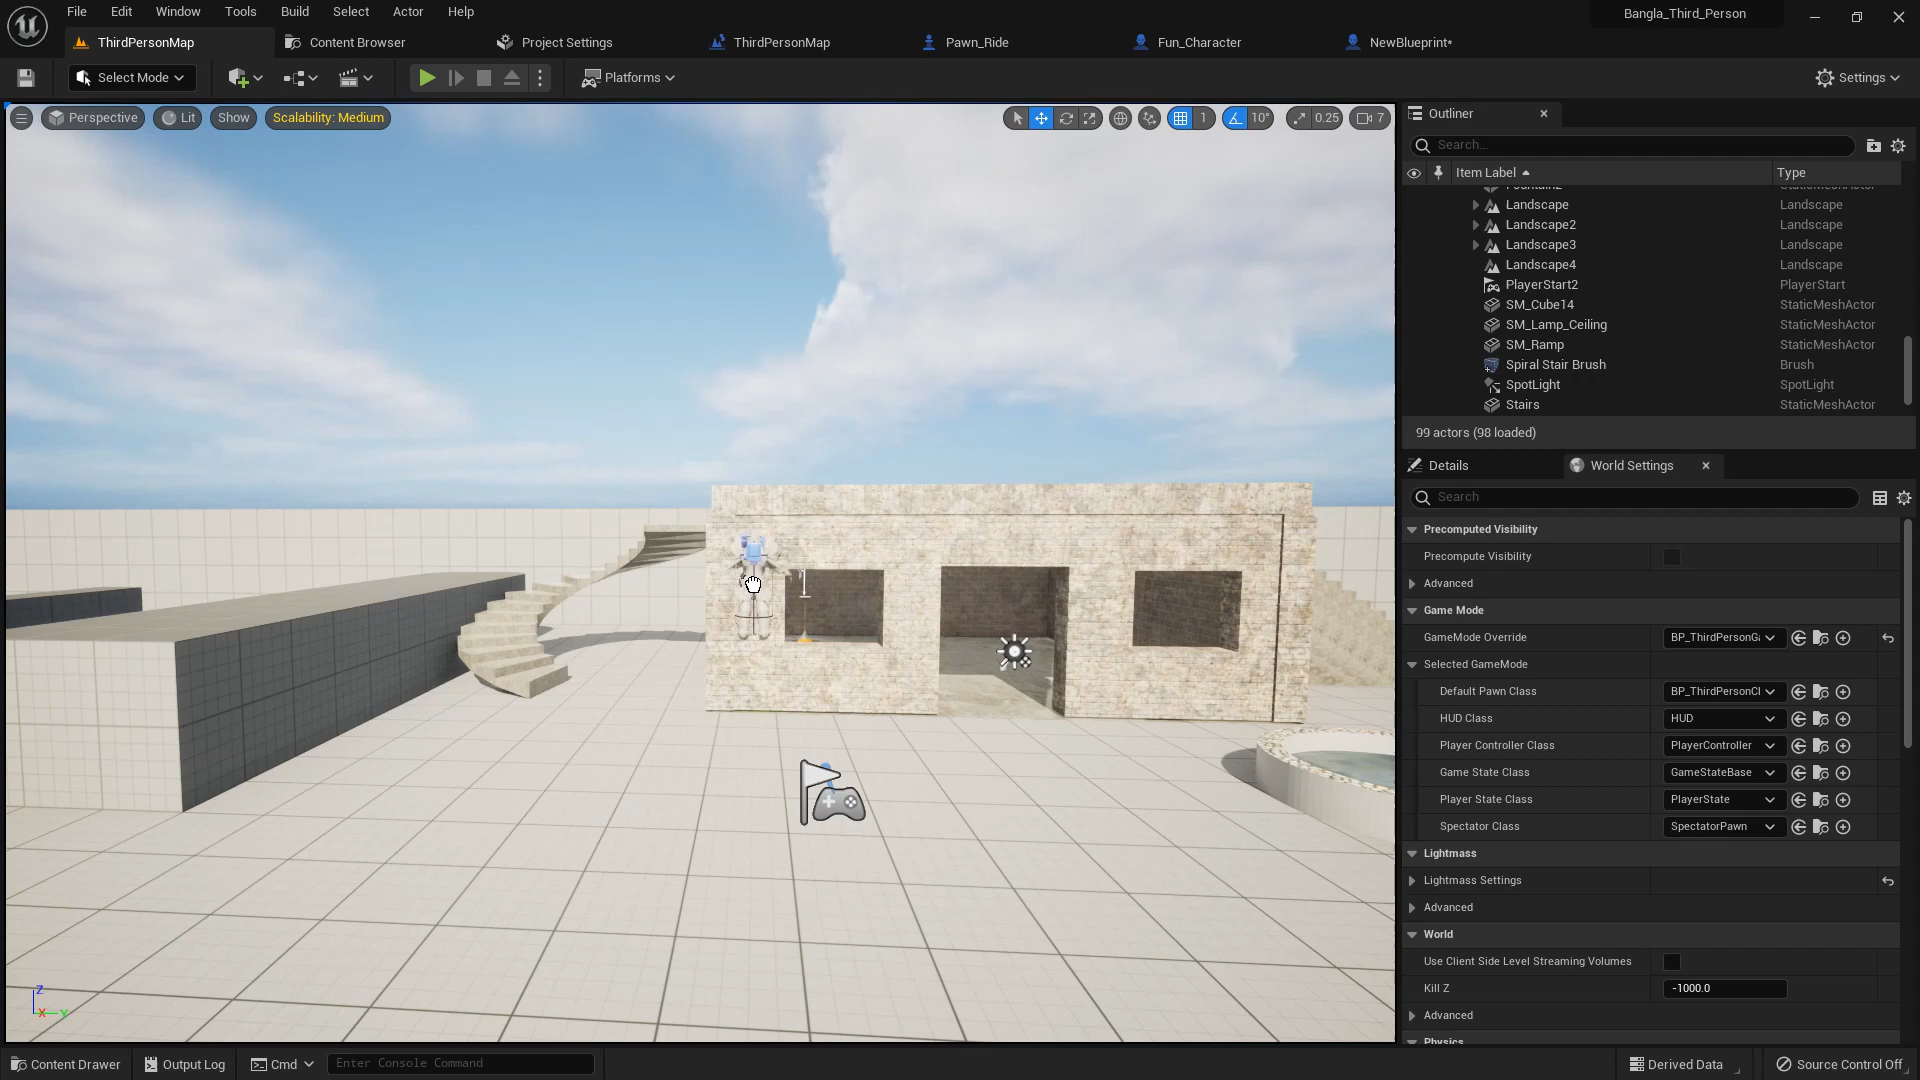 File Edit Window Tools Build Select Actor Help
Bangla_Third_Person
ThirdPersonMap Content Browser Project Settings ThirdPersonMap Pawn_Ride Fun_Character NewBlueprint*
Select Mode Platforms Settings
Perspective Lit Show Scalability: Medium 1 10° 0.25 7
Outliner
Search...
Item Label Type
Landscape Landscape
Landscape2 Landscape
Landscape3 Landscape
Landscape4 Landscape
PlayerStart2 PlayerStart
SM_Cube14 StaticMeshActor
SM_Lamp_Ceiling StaticMeshActor
SM_Ramp StaticMeshActor
Spiral Stair Brush Brush
SpotLight SpotLight
Stairs StaticMeshActor
99 actors (98 loaded)
Details World Settings
Search
Precomputed Visibility
Precompute Visibility
Advanced
Game Mode
GameMode Override BP_ThirdPersonGa
Selected GameMode
Default Pawn Class BP_ThirdPersonCl
HUD Class HUD
Player Controller Class PlayerController
Game State Class GameStateBase
Player State Class PlayerState
Spectator Class SpectatorPawn
Lightmass
Lightmass Settings
Advanced
World
Use Client Side Level Streaming Volumes
Kill Z -1000.0
Advanced
Physics
Z
X Y
Content Drawer Output Log Cmd Enter Console Command Derived Data Source Control Off